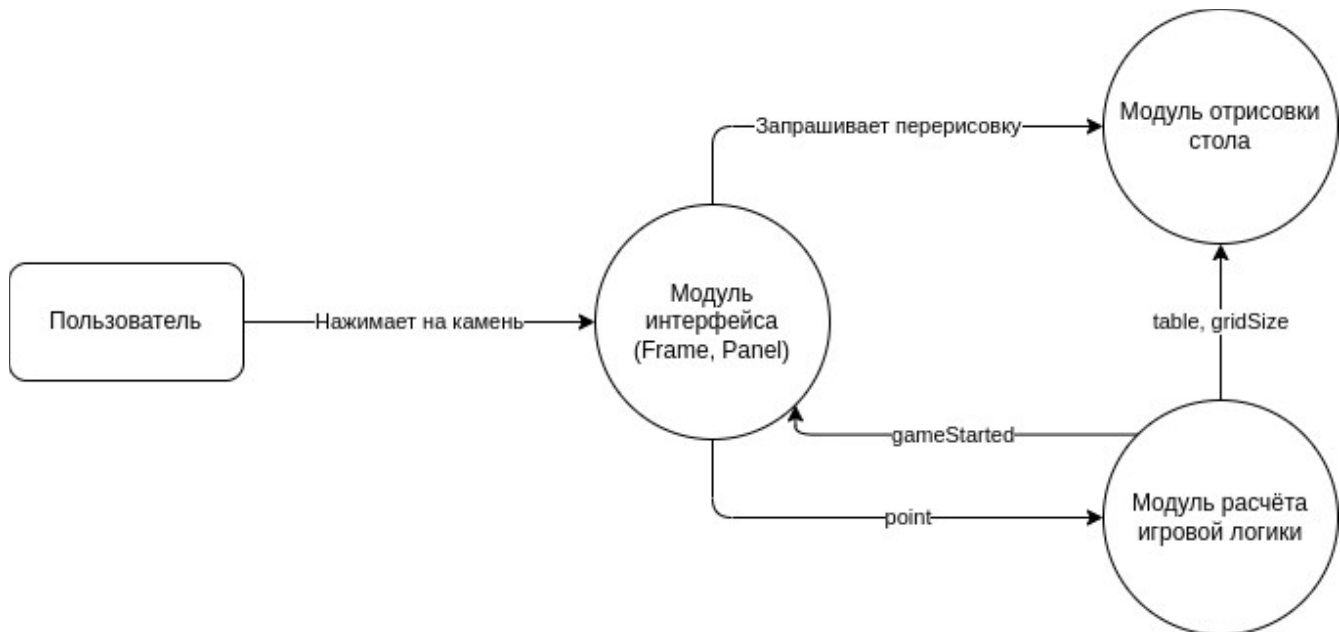 Модуль отрисовки
стола
Запрашивает перерисовку
Пользователь
Нажимает на камень
Модуль
интерфейса
(Frame, Panel)
table, gridSize
gameStarted
point
Модуль расчёта
игровой логики